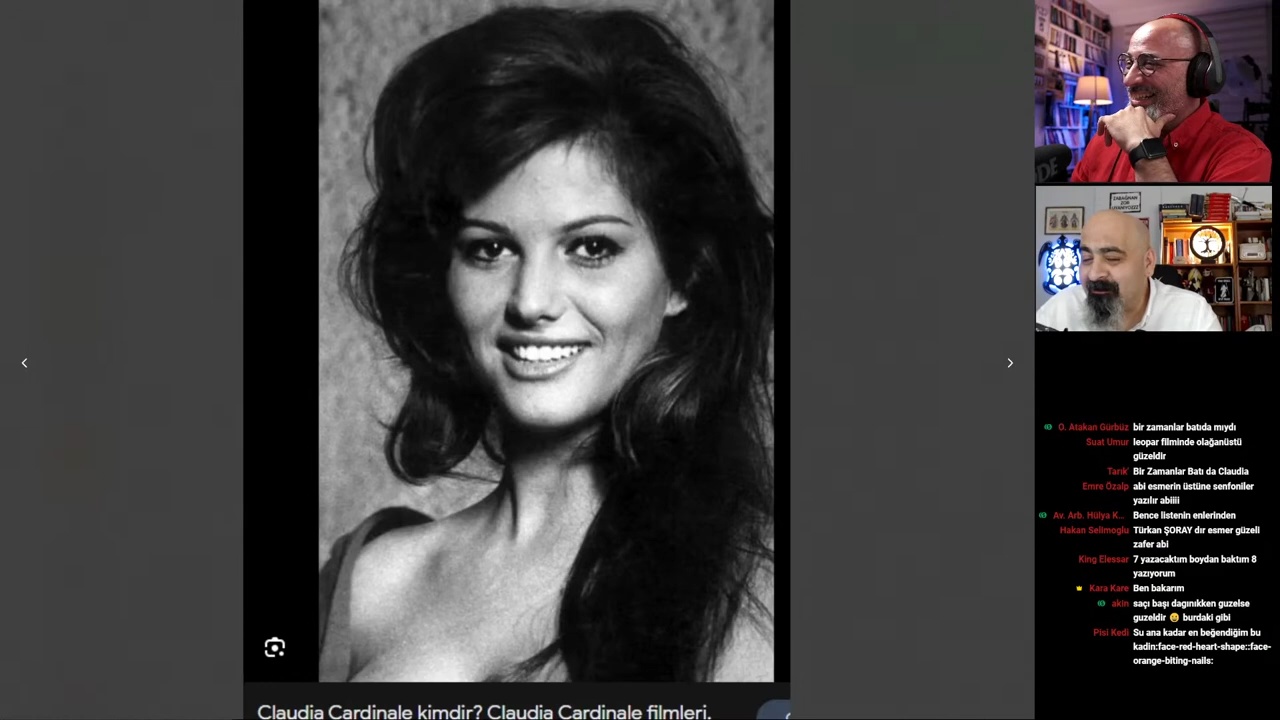 Claudia Cardinale kimdir? Claudia Cardinale filmleri,
O. Atakan Gürbüz bir zamanlar batıda mıydı
Suat Umur leopar filminde olağanüstü
güzeldir
Tarık' Bir Zamanlar Batı da Claudia
Emre Özalp abi esmerin üstüne senfoniler
yazılır abiiii
Av. Arb. Hülya K... Bence listenin enlerinden
Hakan Selimoglu Türkan ŞORAY dır esmer güzeli
zafer abi
King Elessar 7 yazacaktım boydan baktım 8
yazıyorum
Kara Kare Ben bakarım
akin saçı başı dagınıkken guzelse
guzeldir 😉 burdaki gibi
Pisi Kedi Su ana kadar en beğendiğim bu
kadin:face-red-heart-shape::face-
orange-biting-nails: